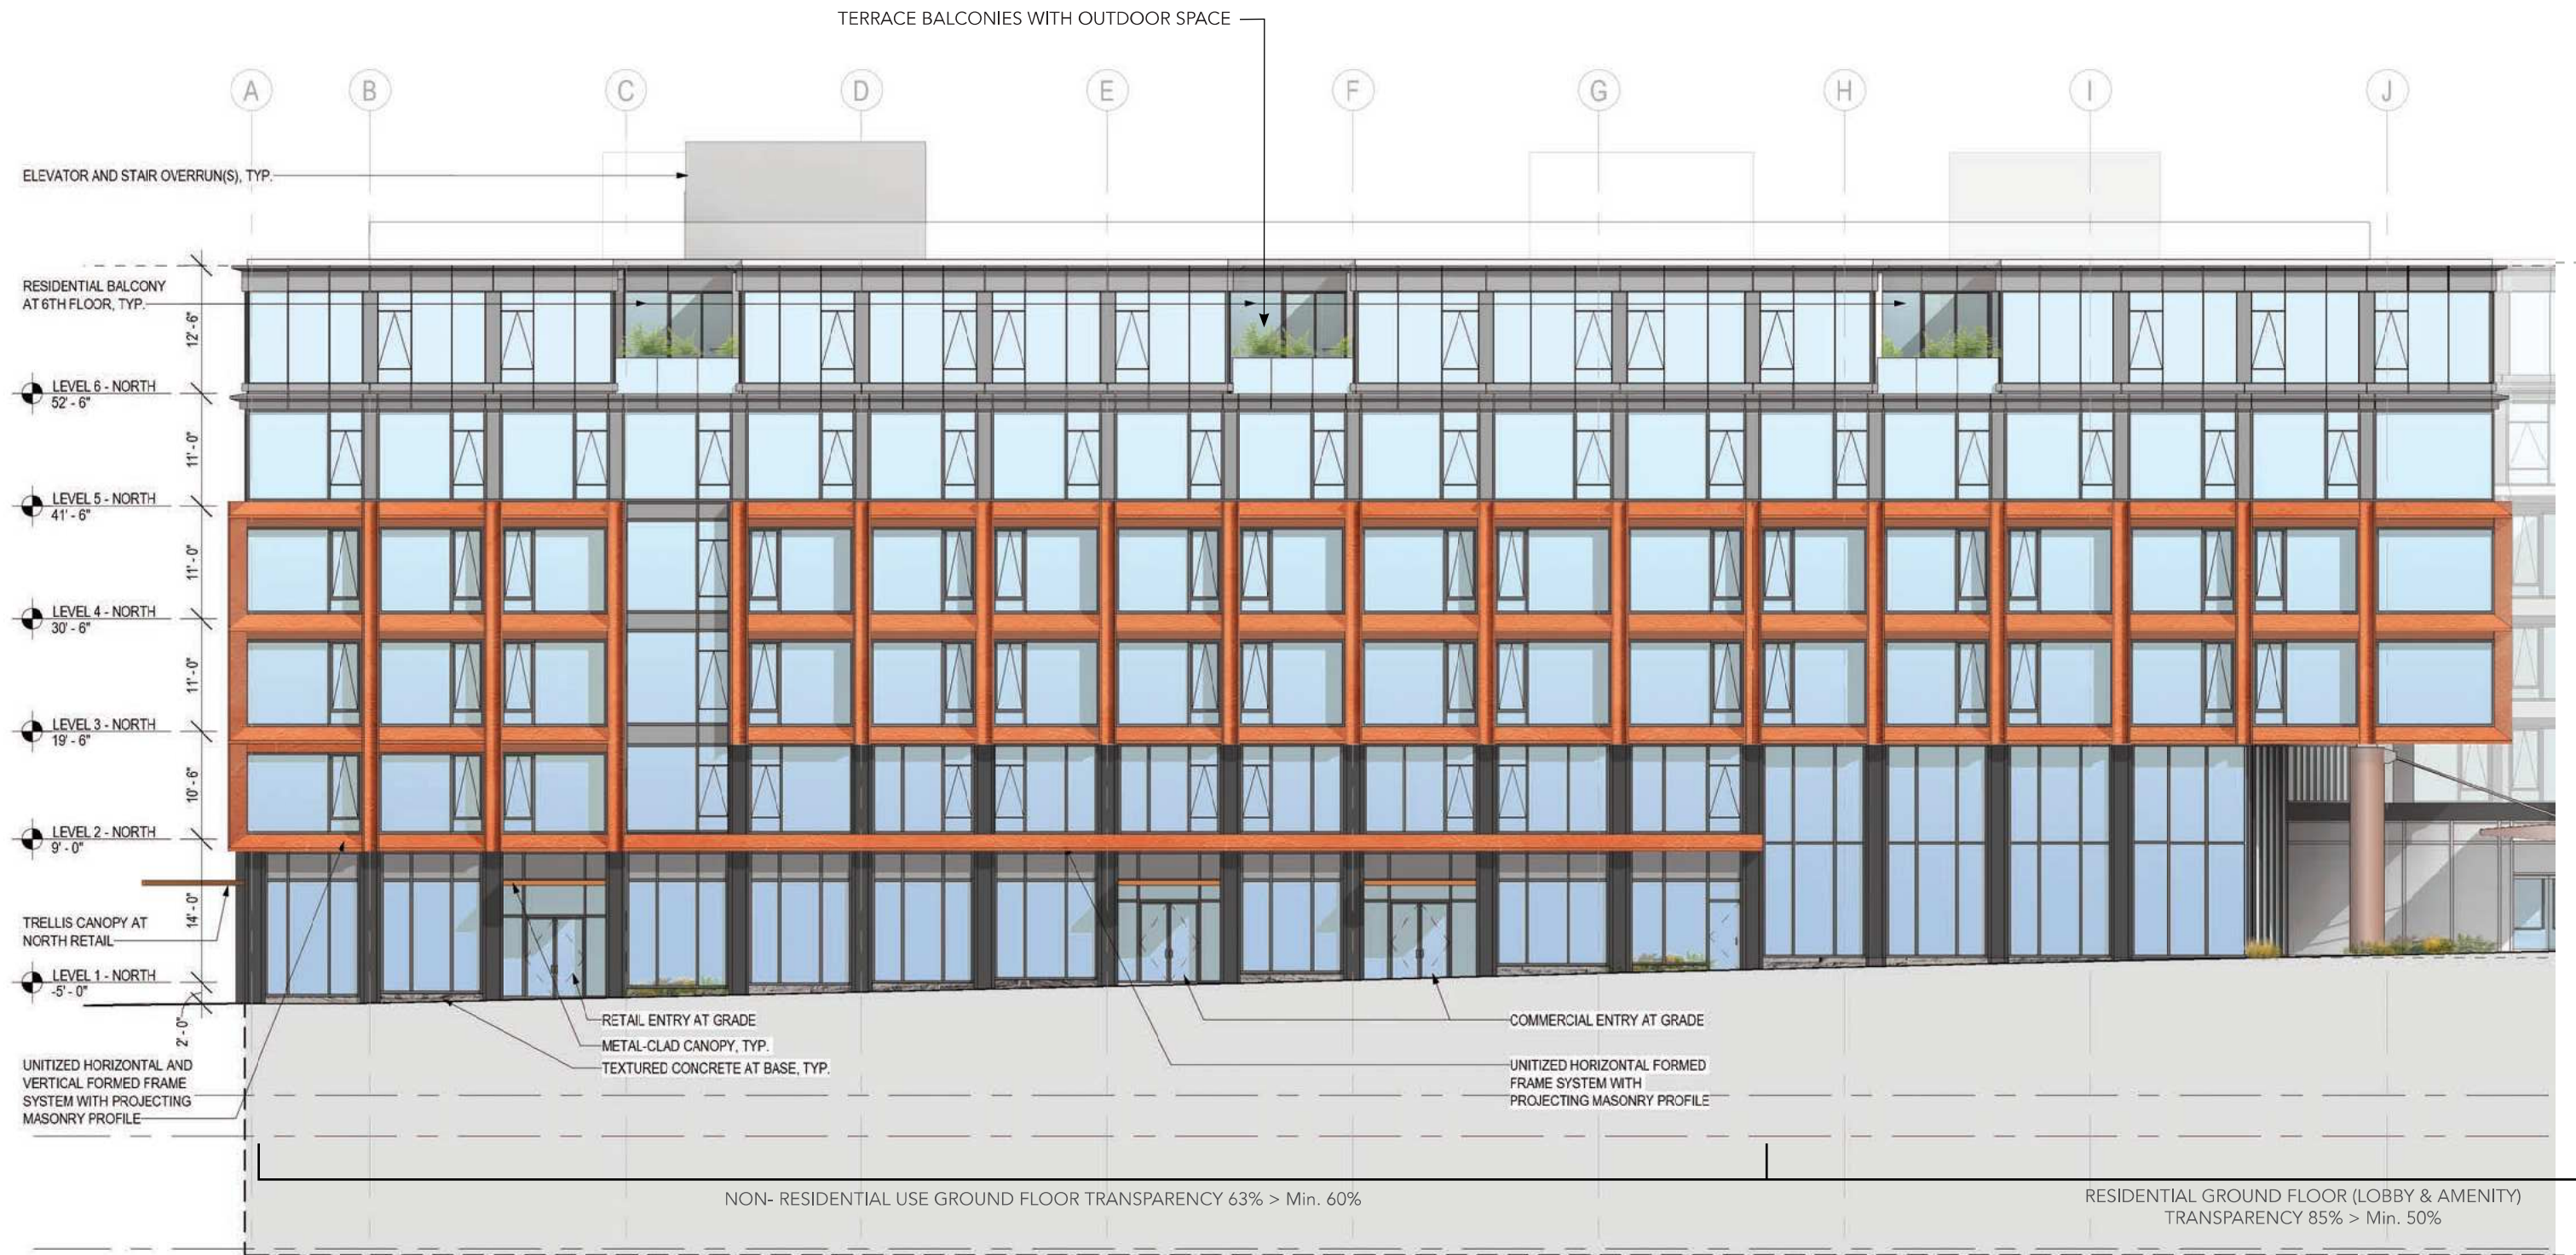 TERRACE BALCONIES WITH OUTDOOR SPACE
A B C D E F G H I J
ELEVATOR AND STAIR OVERRUN(S), TYP.
RESIDENTIAL BALCONY
AT 6TH FLOOR, TYP.
12' - 6"
LEVEL 6 - NORTH
52' - 6"
11' - 0"
LEVEL 5 - NORTH
41' - 6"
11' - 0"
LEVEL 4 - NORTH
30' - 6"
11' - 0"
LEVEL 3 - NORTH
19' - 6"
10' - 6"
LEVEL 2 - NORTH
9' - 0"
14' - 0"
TRELLIS CANOPY AT
NORTH RETAIL
LEVEL 1 - NORTH
-5' - 0"
2' - 0"
RETAIL ENTRY AT GRADE
METAL-CLAD CANOPY, TYP.
TEXTURED CONCRETE AT BASE, TYP.
COMMERCIAL ENTRY AT GRADE
UNITIZED HORIZONTAL AND
VERTICAL FORMED FRAME
SYSTEM WITH PROJECTING
MASONRY PROFILE
UNITIZED HORIZONTAL FORMED
FRAME SYSTEM WITH
PROJECTING MASONRY PROFILE
NON- RESIDENTIAL USE GROUND FLOOR TRANSPARENCY 63% > Min. 60%
RESIDENTIAL GROUND FLOOR (LOBBY & AMENITY)
TRANSPARENCY 85% > Min. 50%